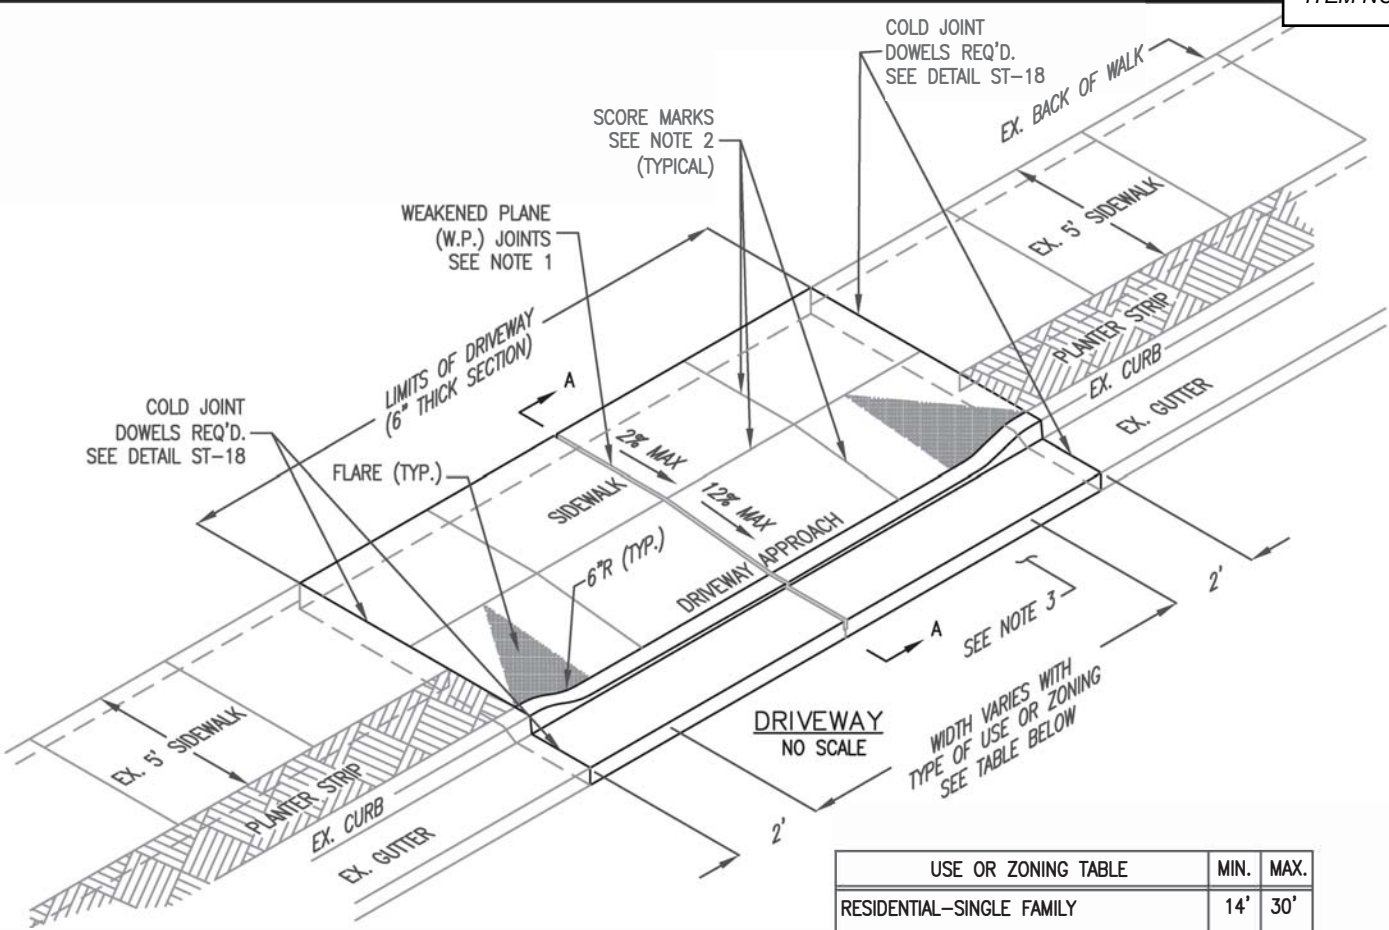 COLD JOINT
DOWELS REQ'D.
SEE DETAIL ST-18
EX. BACK OF WALK
SCORE MARKS
SEE NOTE 2
(TYPICAL)
EX. 5' SIDEWALK
WEAKENED PLANE
(W.P.) JOINTS
SEE NOTE 1
PLANTER STRIP
EX. CURB
EX. GUTTER
LIMITS OF DRIVEWAY
(6" THICK SECTION)
A
COLD JOINT
DOWELS REQ'D.
SEE DETAIL ST-18
FLARE (TYP.)
2% MAX
SIDEWALK
12% MAX
DRIVEWAY APPROACH
6"R (TYP.)
2'
A
SEE NOTE 3
EX. 5' SIDEWALK
PLANTER STRIP
EX. CURB
EX. GUTTER
DRIVEWAY
NO SCALE
WIDTH VARIES WITH
TYPE OF USE OR ZONING
SEE TABLE BELOW
2'
USE OR ZONING TABLE MIN. MAX.
RESIDENTIAL-SINGLE FAMILY 14' 30'